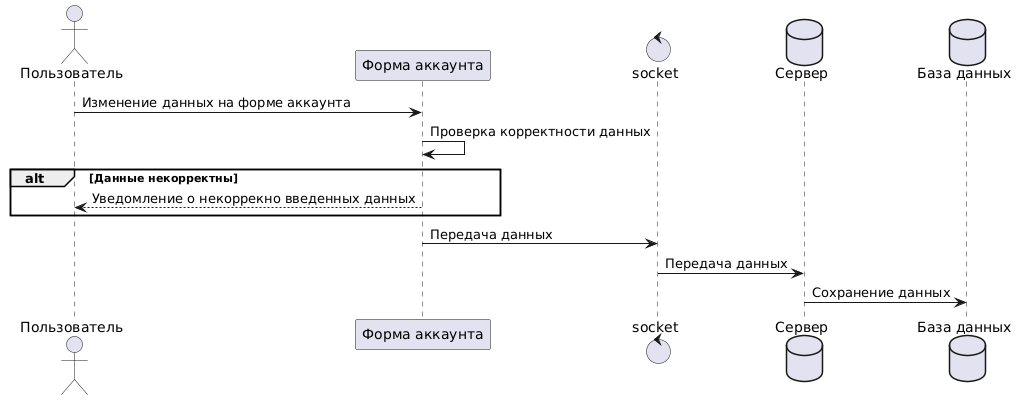 Пользователь
Форма аккаунта
socket
Сервер
База данных
Изменение данных на форме аккаунта
Проверка корректности данных
alt
[Данные некорректны]
Уведомление о некоррекно введенных данных
Передача данных
Передача данных
Сохранение данных
Пользователь
Форма аккаунта
socket
Сервер
База данных